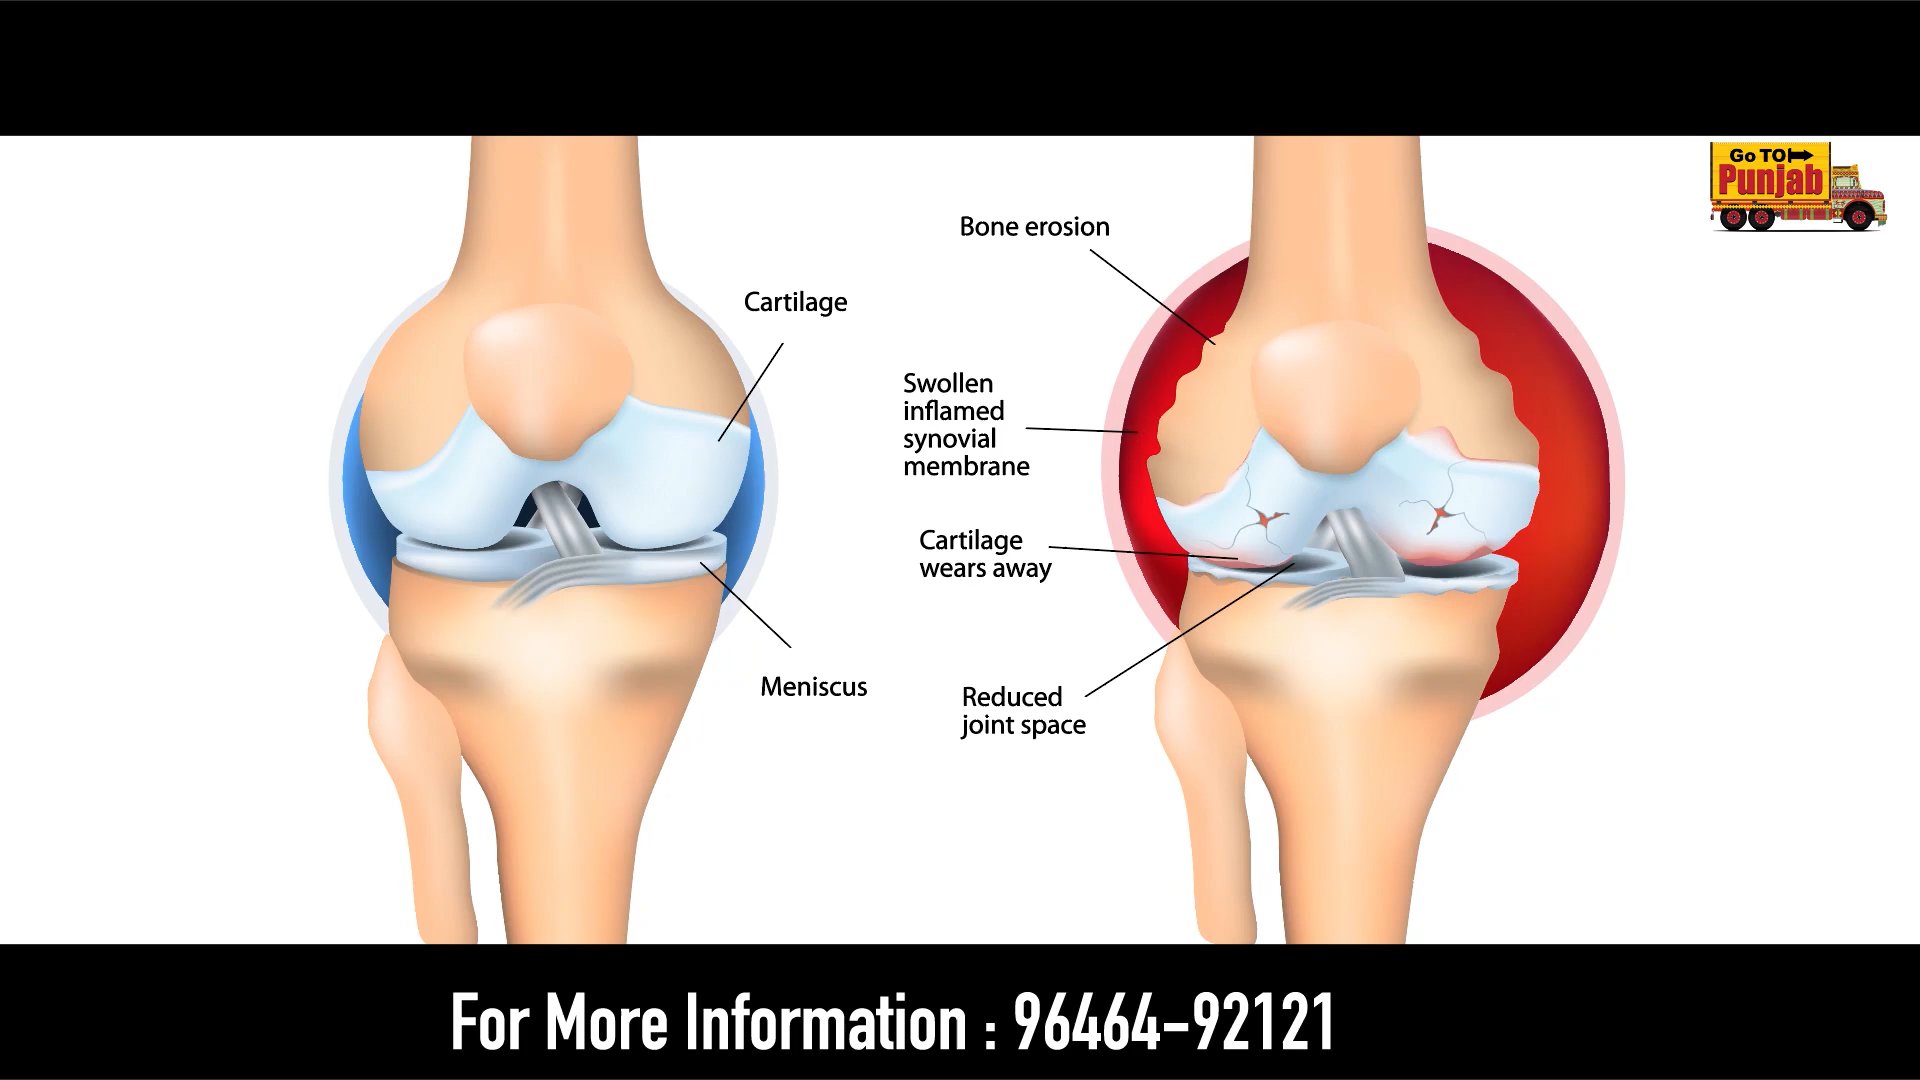 Go TO
Punjab
Cartilage
Meniscus
Bone erosion
Swollen
inflamed
synovial
membrane
Cartilage
wears away
Reduced
joint space
For More Information : 96464-92121